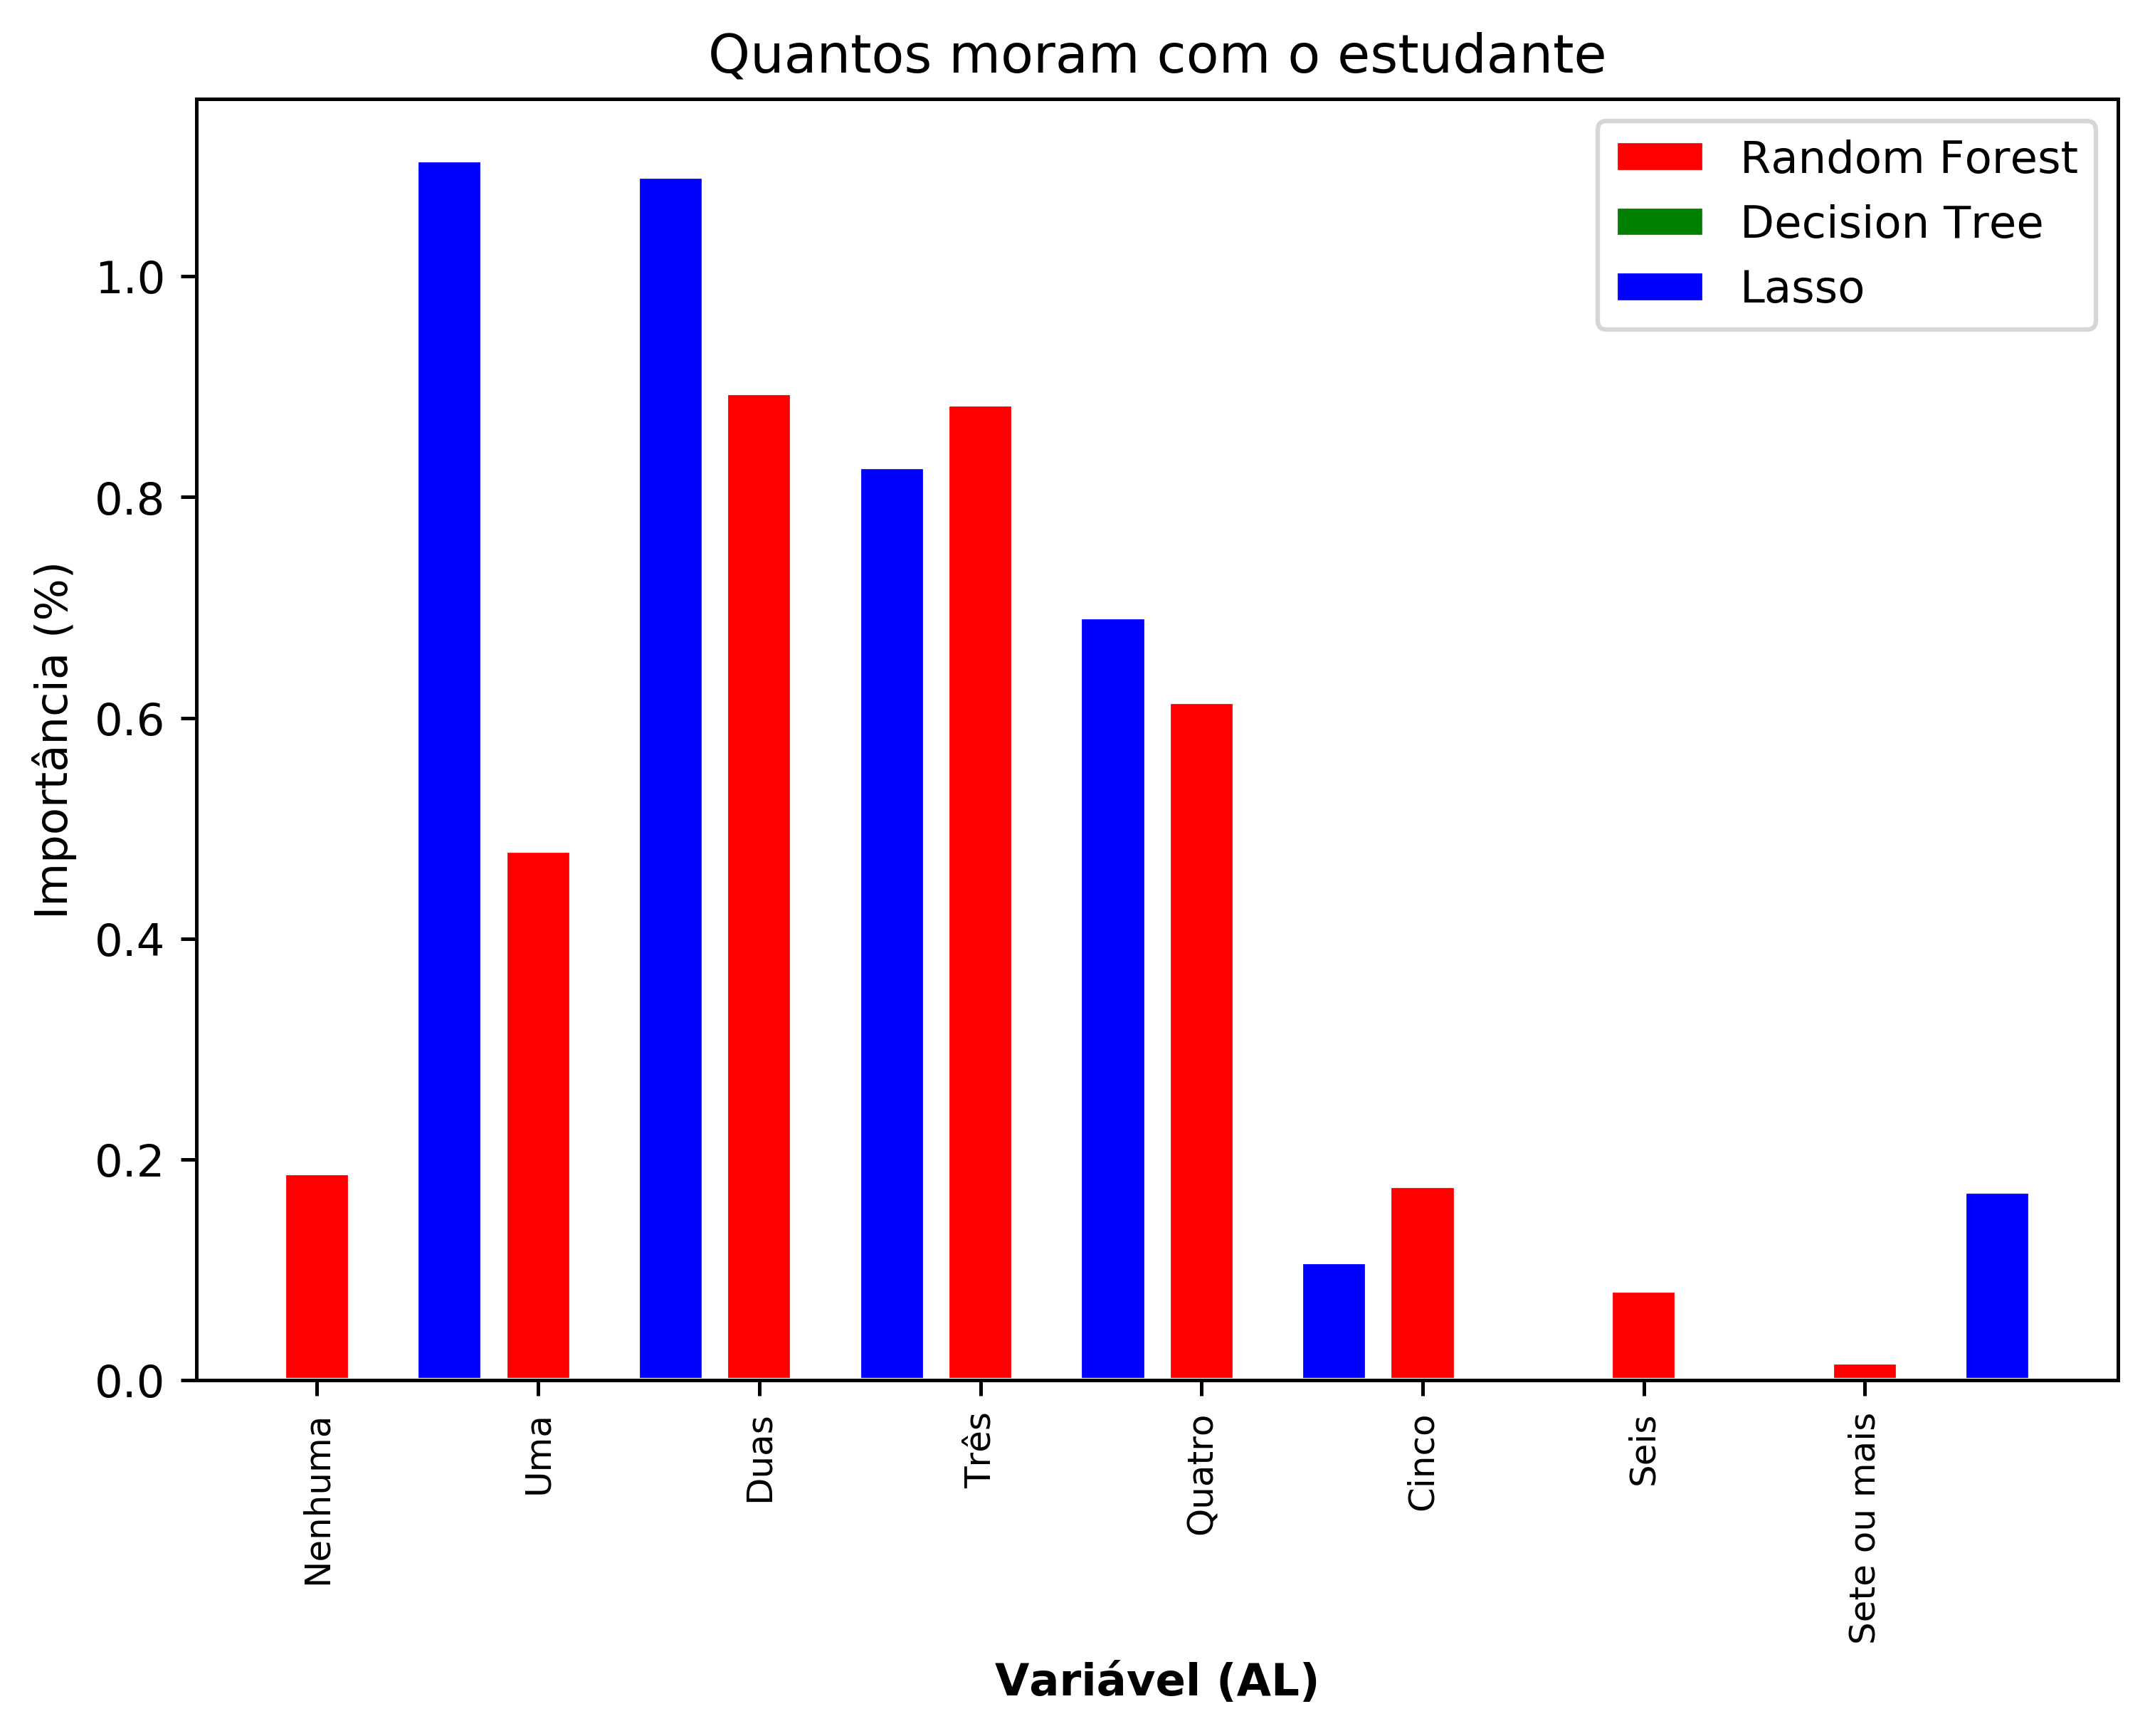 Quantos moram com o estudante
Random Forest
Decision Tree
Lasso
Importância (%)
1.0
0.8
0.6
0.4
0.2
0.0
Nenhuma
Uma
Duas
Três
Quatro
Cinco
Seis
Sete ou mais
Variável (AL)